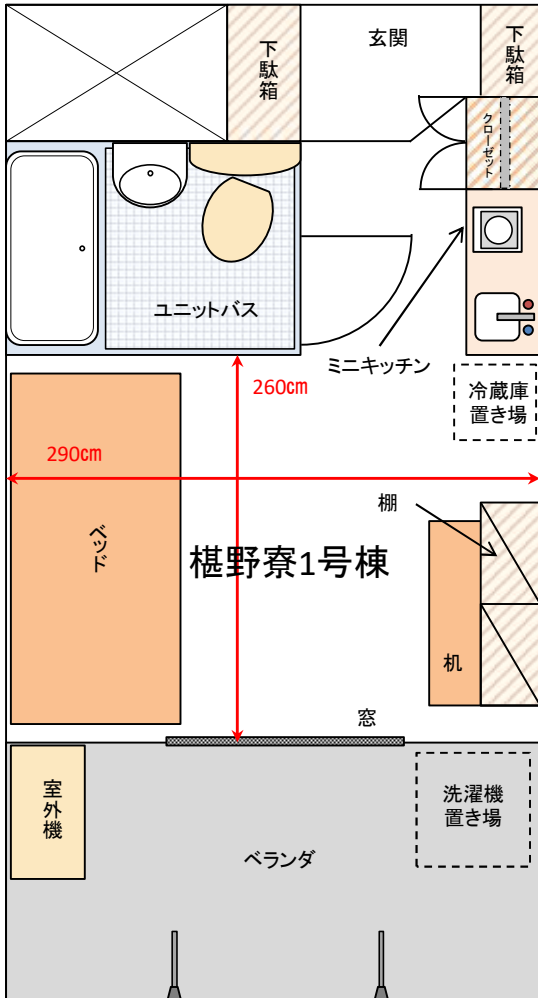 下駄箱
玄関
下駄箱
クローゼット
ユニットバス
ミニキッチン
260㎝
冷蔵庫
置き場
290㎝
棚
ベッド
椹野寮1号棟
机
窓
室外機
洗濯機
置き場
ベランダ